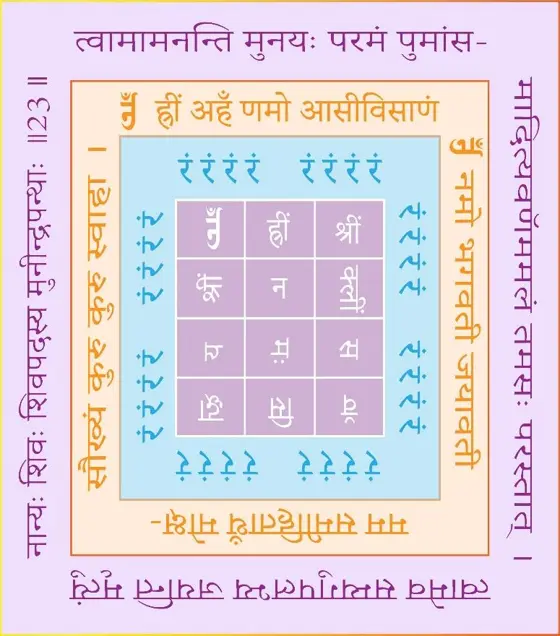 त्वामामनन्ति मुनयः परमं पुमांस-
मादित्यवर्णममलं तमसः परस्तात् ।
त्वामेव सम्यगुपलभ्य जयन्ति मृत्युं
नान्यः शिवः शिवपदस्य मुनीन्द्रपन्थाः ॥23॥
ॐ ह्रीं अहँ णमो आसीविसाणं
ॐ नमो भगवती जयावती
मम समीहितार्थं मोक्ष-
सौख्यं कुरु कुरु स्वाहा ।
रं रं रं रं रं रं रं रं
रं रं रं रं रं रं रं रं
रं रं रं रं रं रं रं रं
रं रं रं रं रं रं रं रं
ॐ ह्रीं श्रीं
न क्लीं
य मः स
द्धा सि र्व